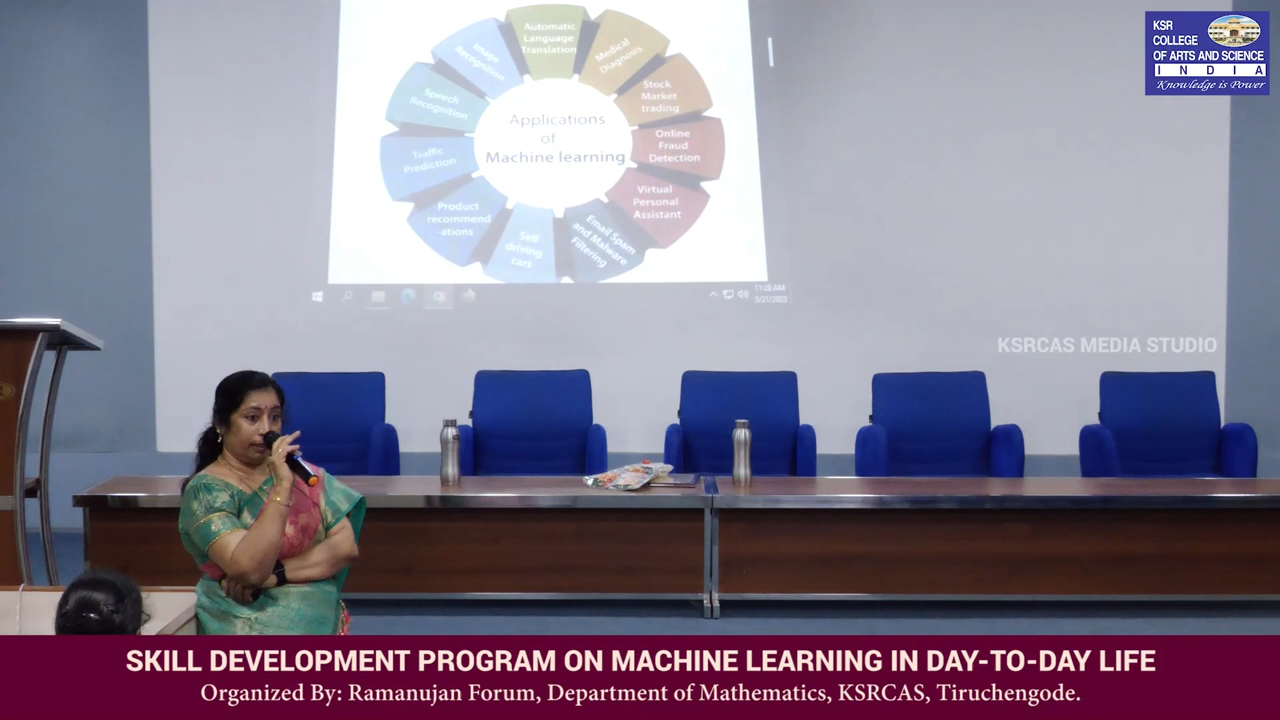 Automatic
Language
Translation
Medical
Diagnosis
Stock
Market
trading
Online
Fraud
Detection
Virtual
Personal
Assistant
Email Spam
and Malware
Filtering
Self
driving
cars
Product
recommend
-ations
Traffic
Prediction
Speech
Recognition
Image
Recognition
Applications
of
Machine learning
KSR
COLLEGE
OF ARTS AND SCIENCE
INDIA
Knowledge is Power
KSRCAS MEDIA STUDIO
SKILL DEVELOPMENT PROGRAM ON MACHINE LEARNING IN DAY-TO-DAY LIFE
Organized By: Ramanujan Forum, Department of Mathematics, KSRCAS, Tiruchengode.